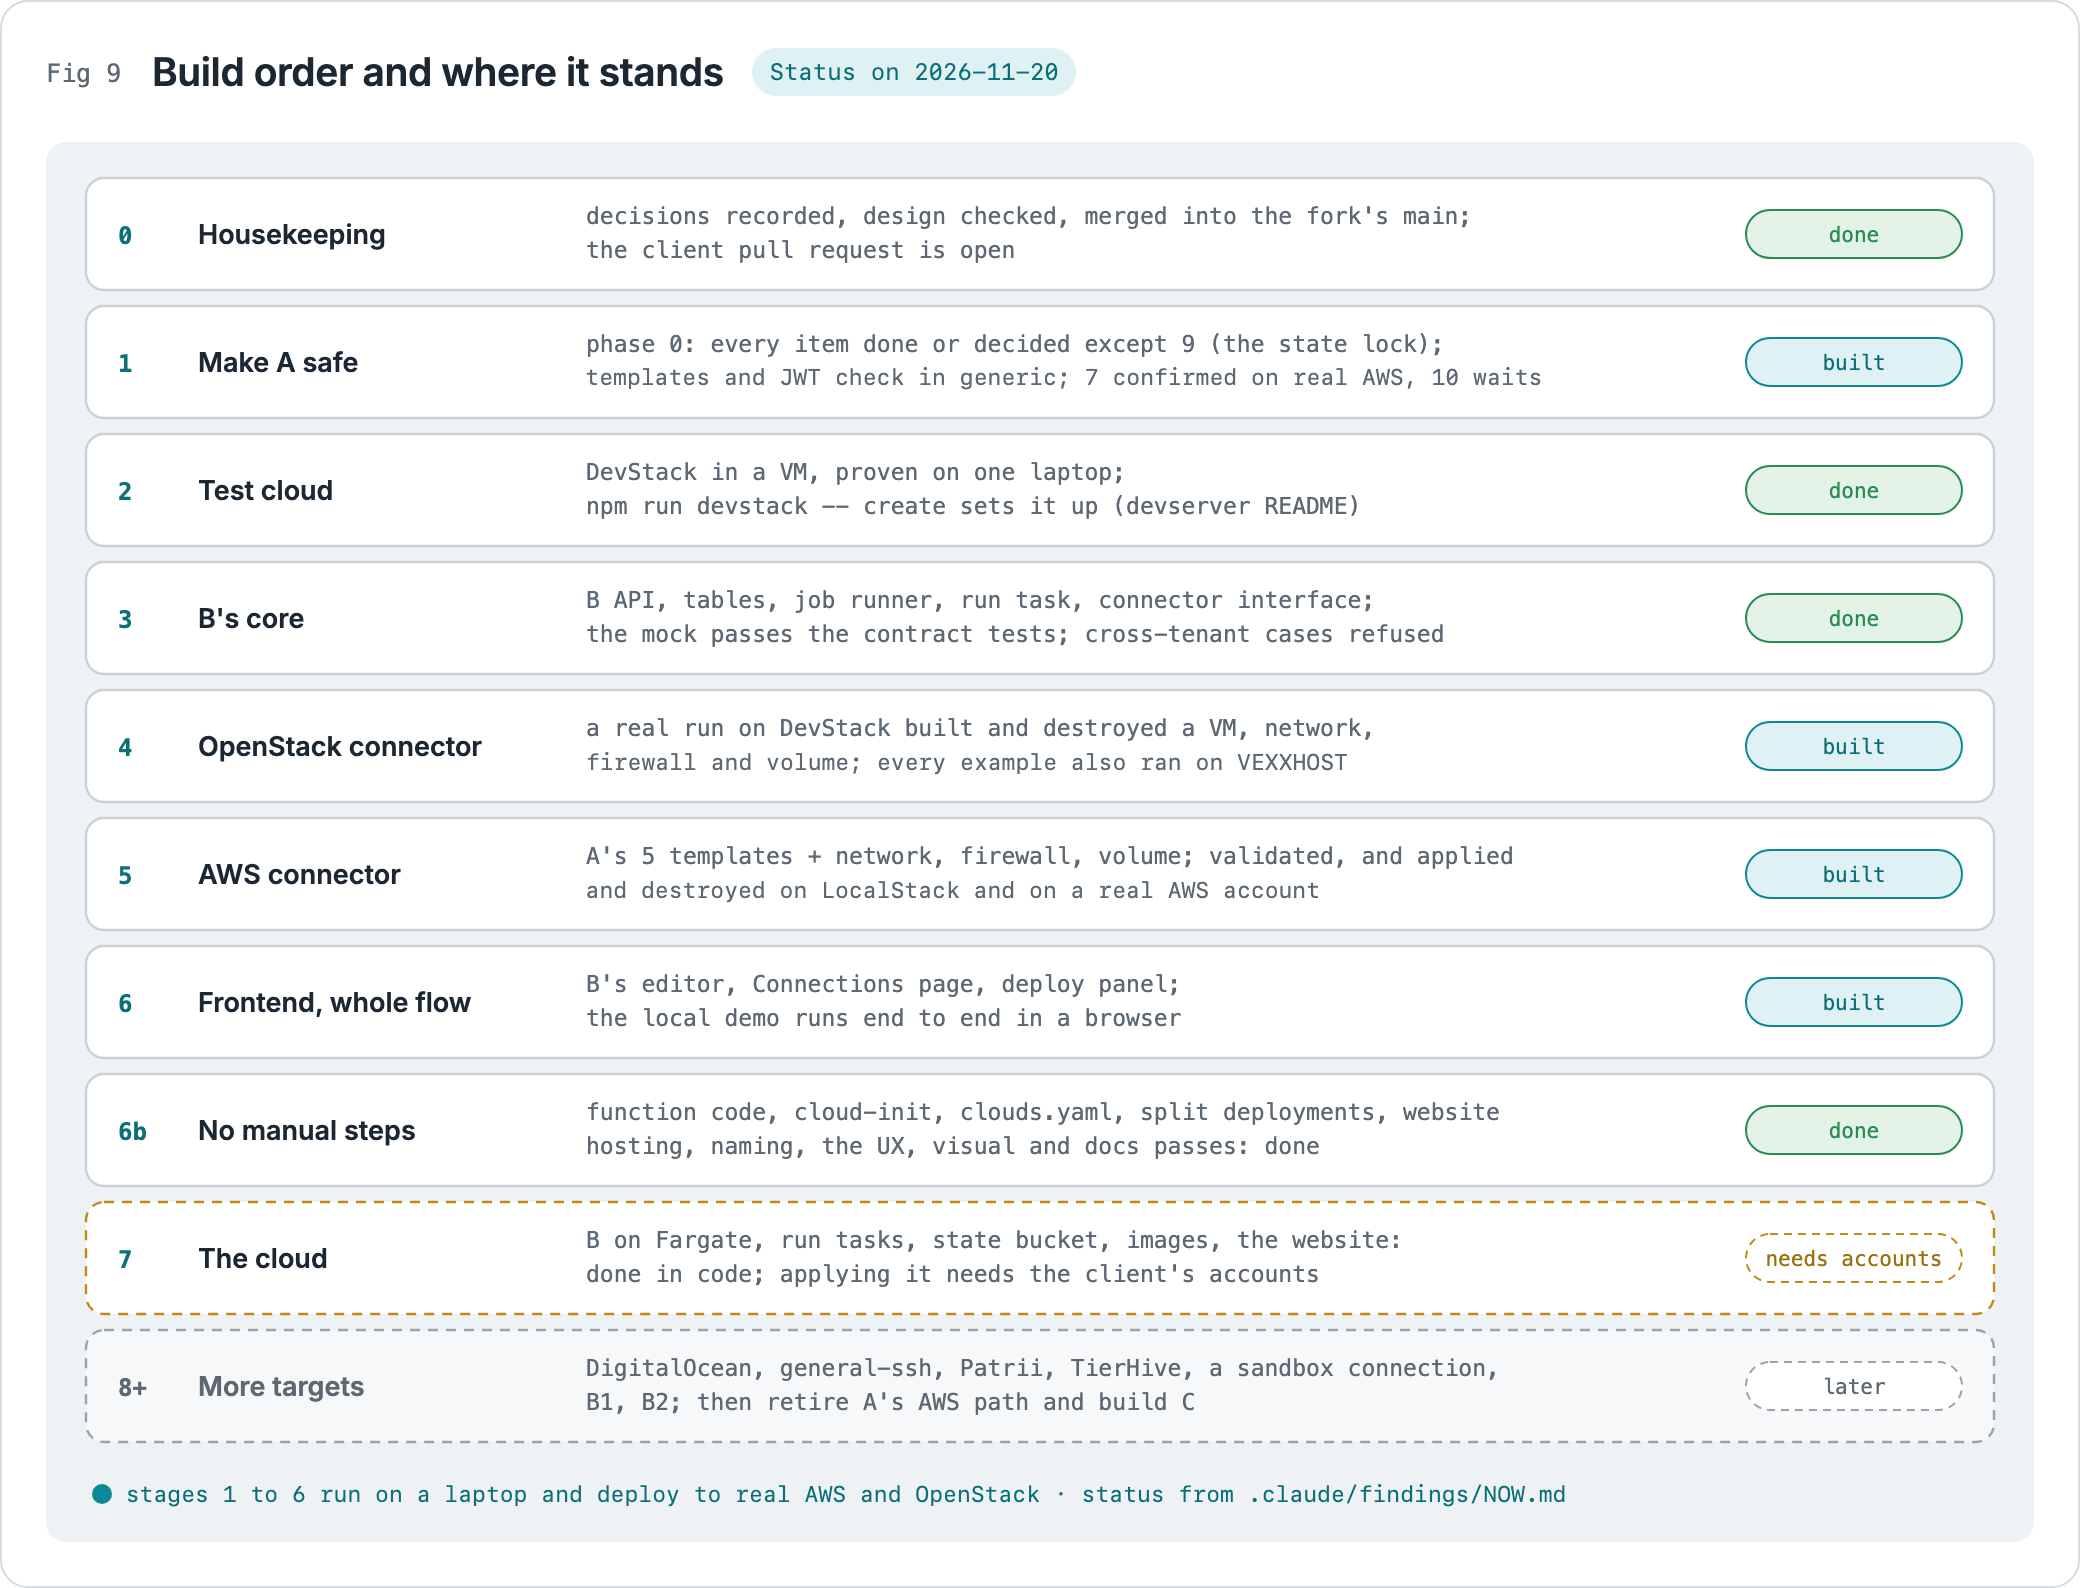 Fig 9 Build order and where it stands Status on 2026-11-20
0 Housekeeping decisions recorded, design checked, merged into the fork's main;
the client pull request is open
done
1 Make A safe phase 0: every item done or decided except 9 (the state lock);
templates and JWT check in generic; 7 confirmed on real AWS, 10 waits
built
2 Test cloud DevStack in a VM, proven on one laptop;
npm run devstack -- create sets it up (devserver README)
done
3 B's core B API, tables, job runner, run task, connector interface;
the mock passes the contract tests; cross-tenant cases refused
done
4 OpenStack connector a real run on DevStack built and destroyed a VM, network,
firewall and volume; every example also ran on VEXXHOST
built
5 AWS connector A's 5 templates + network, firewall, volume; validated, and applied
and destroyed on LocalStack and on a real AWS account
built
6 Frontend, whole flow B's editor, Connections page, deploy panel;
the local demo runs end to end in a browser
built
6b No manual steps function code, cloud-init, clouds.yaml, split deployments, website
hosting, naming, the UX, visual and docs passes: done
done
7 The cloud B on Fargate, run tasks, state bucket, images, the website:
done in code; applying it needs the client's accounts
needs accounts
8+ More targets DigitalOcean, general-ssh, Patrii, TierHive, a sandbox connection,
B1, B2; then retire A's AWS path and build C
later
stages 1 to 6 run on a laptop and deploy to real AWS and OpenStack · status from .claude/findings/NOW.md